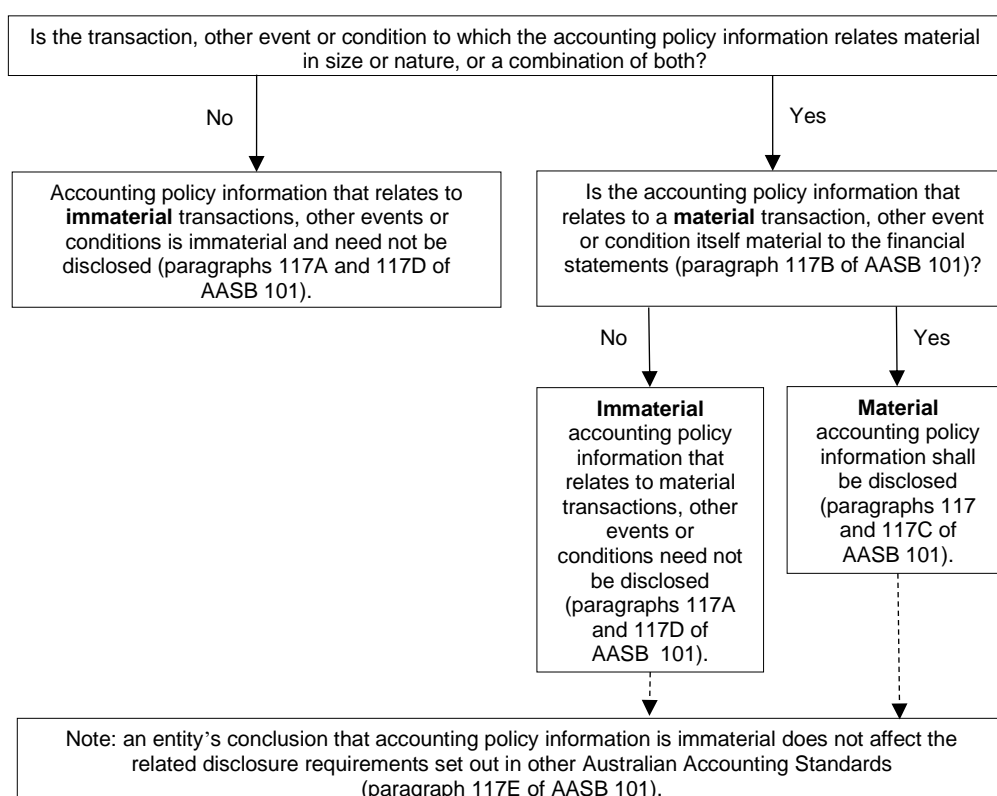 Is the transaction, other event or condition to which the accounting policy information relates material
in size or nature, or a combination of both?
No
Yes
Accounting policy information that relates to
immaterial transactions, other events or
conditions is immaterial and need not be
disclosed (paragraphs 117A and 117D of
AASB 101).
Is the accounting policy information that
relates to a material transaction, other event
or condition itself material to the financial
statements (paragraph 117B of AASB 101)?
No
Yes
Immaterial
accounting policy
information that
relates to material
transactions, other
events or
conditions need not
be disclosed
(paragraphs 117A
and 117D of
AASB 101).
Material
accounting policy
information shall
be disclosed
(paragraphs 117
and 117C of
AASB 101).
Note: an entity’s conclusion that accounting policy information is immaterial does not affect the
related disclosure requirements set out in other Australian Accounting Standards
(paragraph 117E of AASB 101).